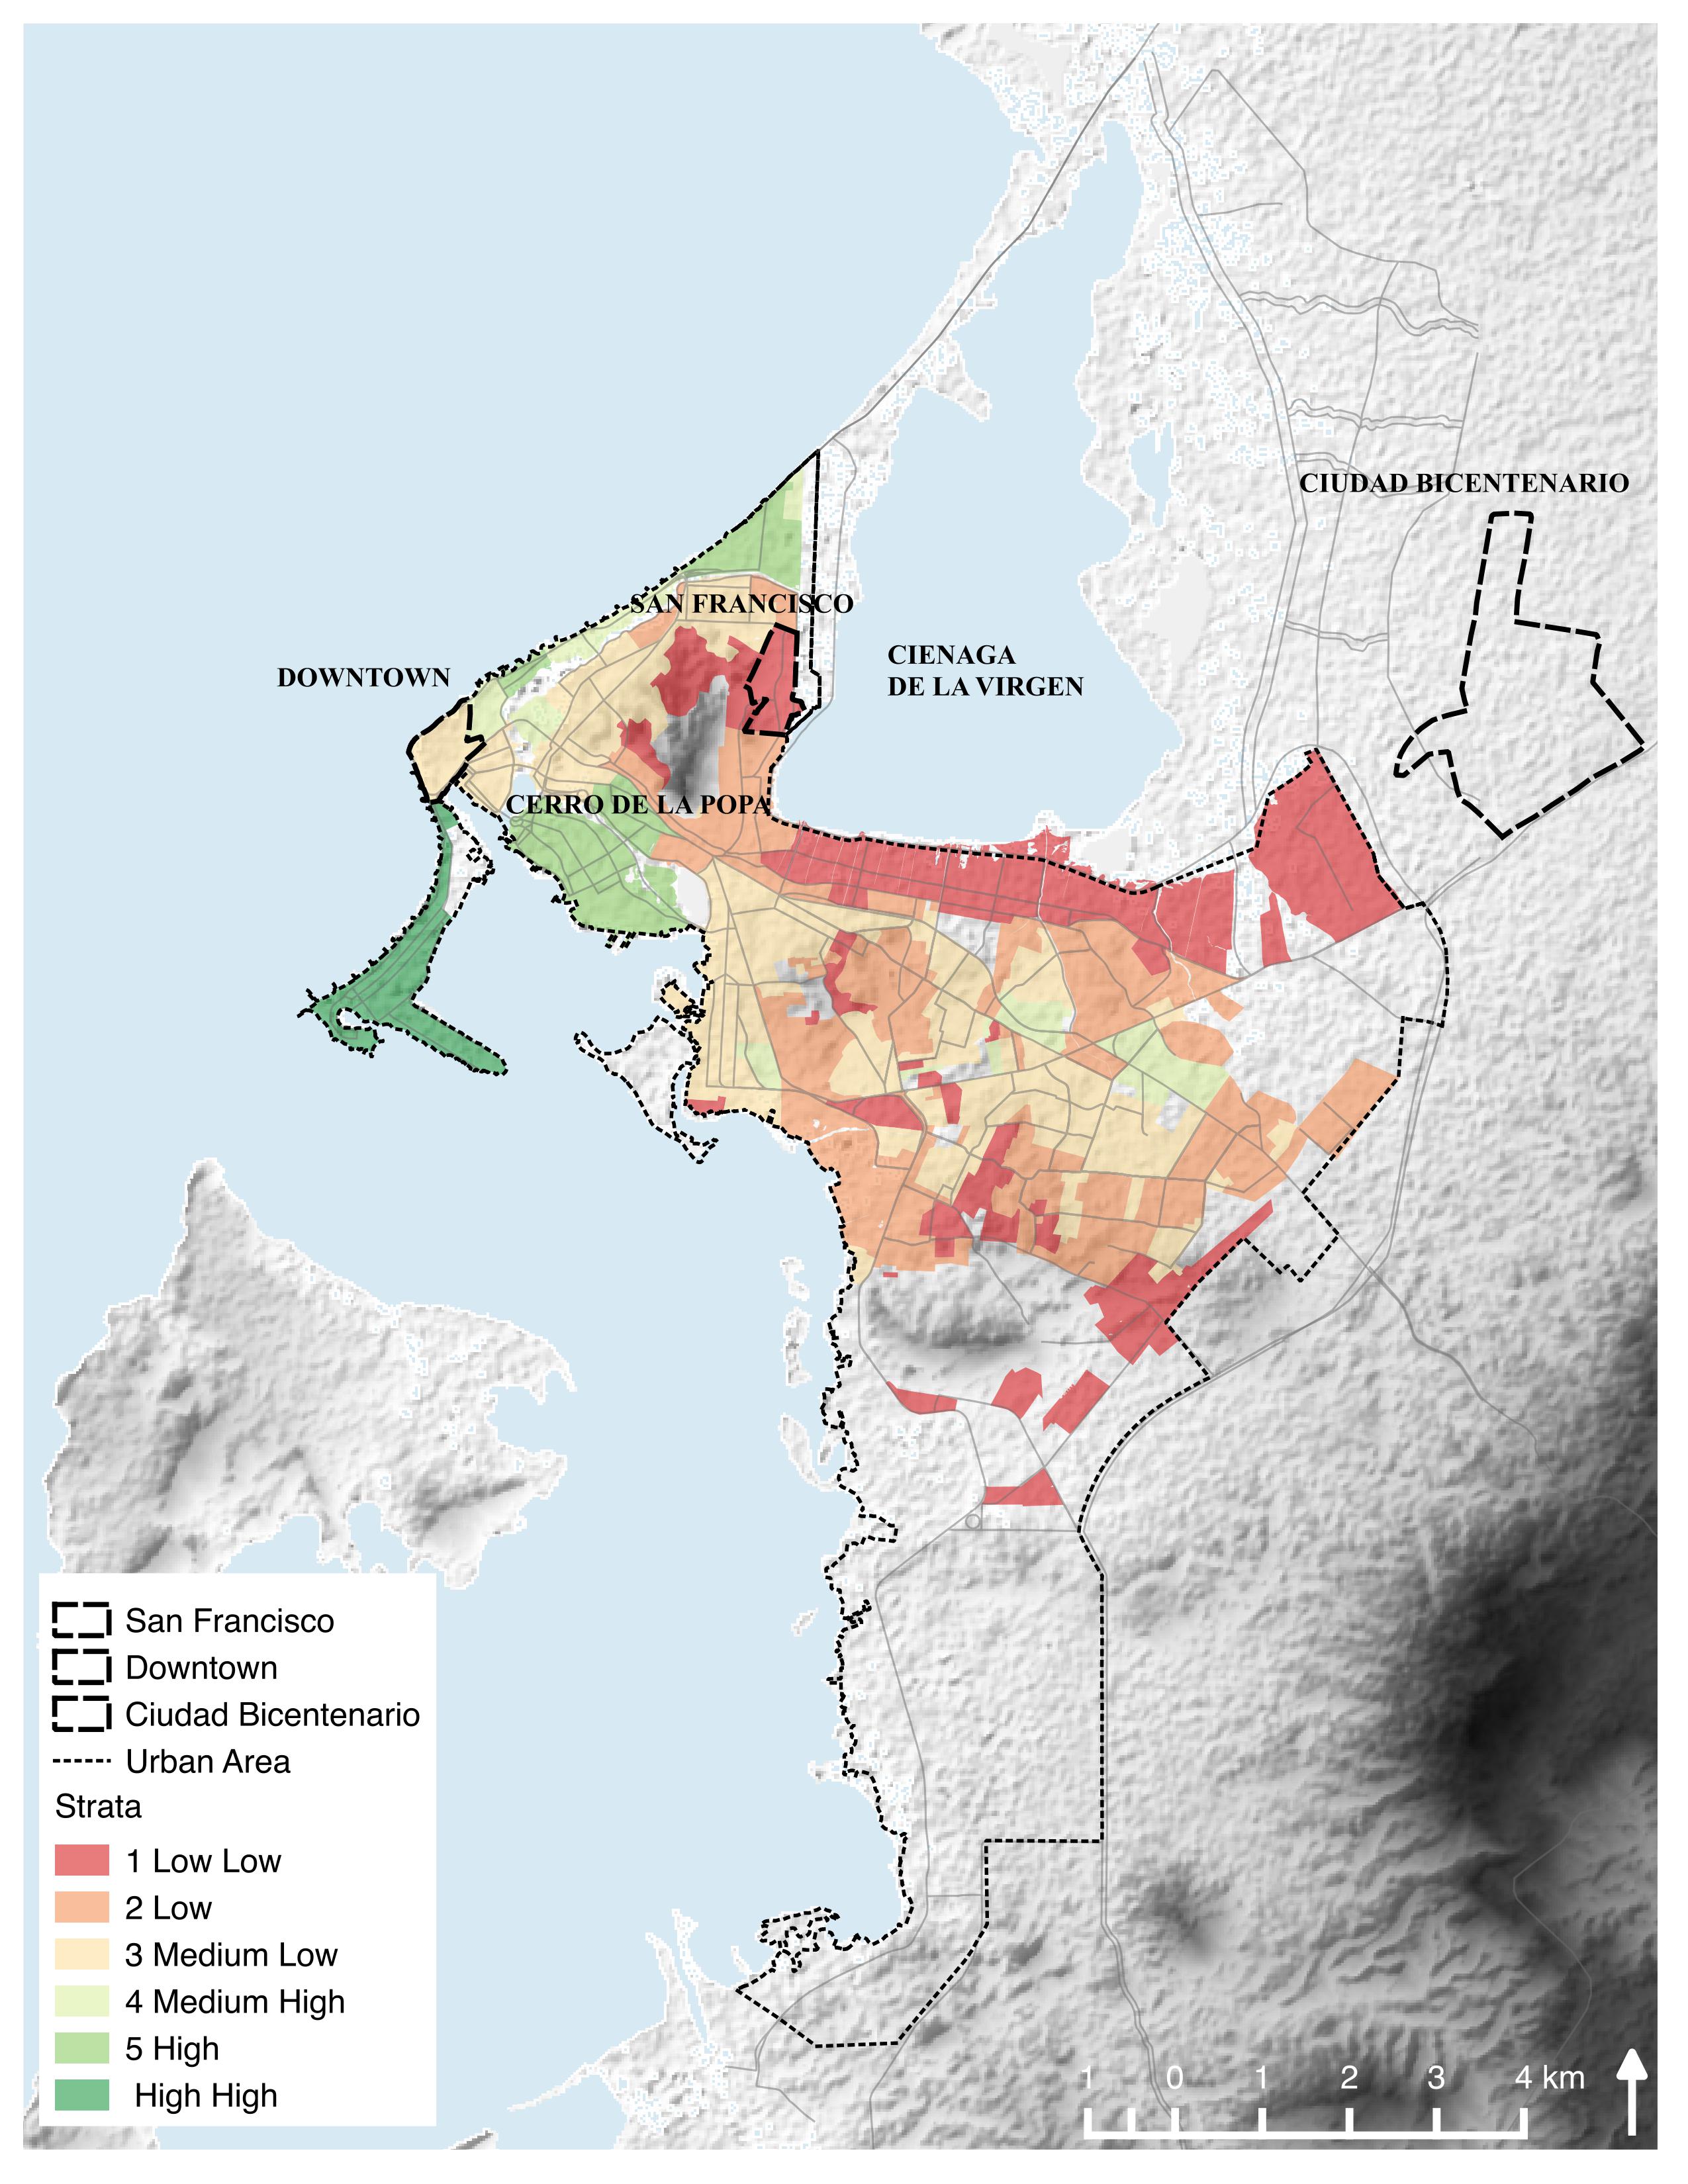 CIUDAD BICENTENARIO
SAN FRANCISCO
CIENAGA
DE LA VIRGEN
DOWNTOWN
CERRO DE LA POPA
San Francisco
Downtown
Ciudad Bicentenario
Urban Area
Strata
1 Low Low
2 Low
3 Medium Low
4 Medium High
5 High
High High
1 0 1 2 3 4 km